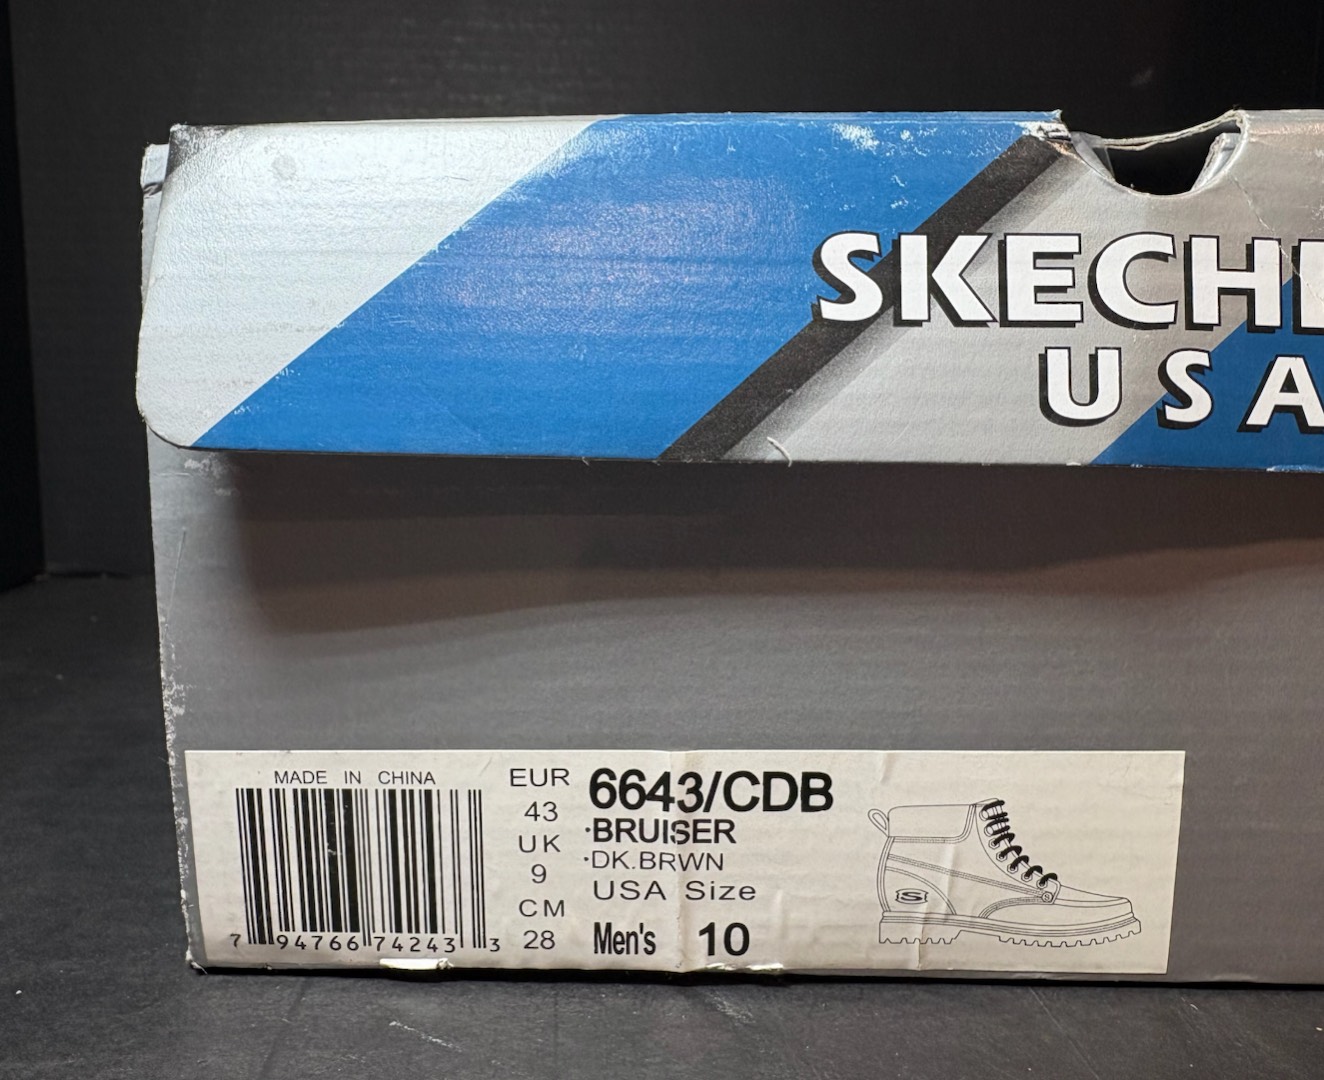 SKECHE
USA
MADE IN CHINA
7 94766 74243 3
EUR
43
UK
9
CM
28
6643/CDB
·BRUISER
·DK.BRWN
USA Size
Men's 10
S